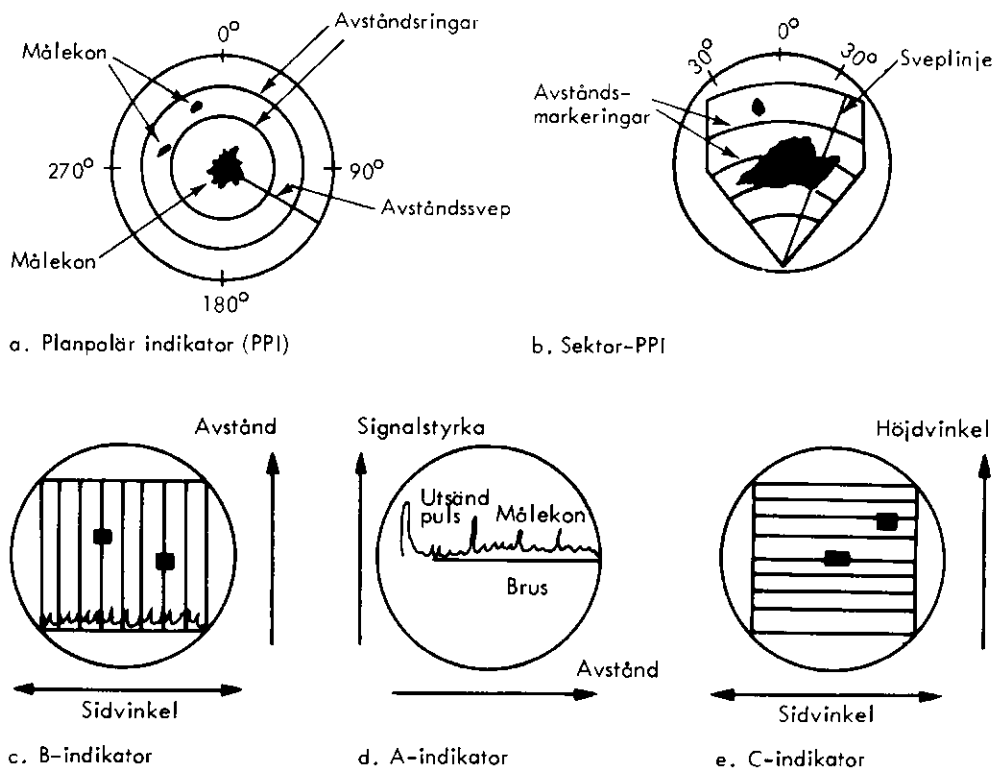 0°
Avståndsringar
Målekon
270°
90°
Avståndssvep
Målekon
180°
a. Planpolär indikator (PPI)
30°
0°
30°
Sveplinje
Avstånds-
markeringar
b. Sektor-PPI
Avstånd
Sidvinkel
c. B-indikator
Signalstyrka
Utsänd
puls
Målekon
Brus
Avstånd
d. A-indikator
Höjdvinkel
Sidvinkel
e. C-indikator